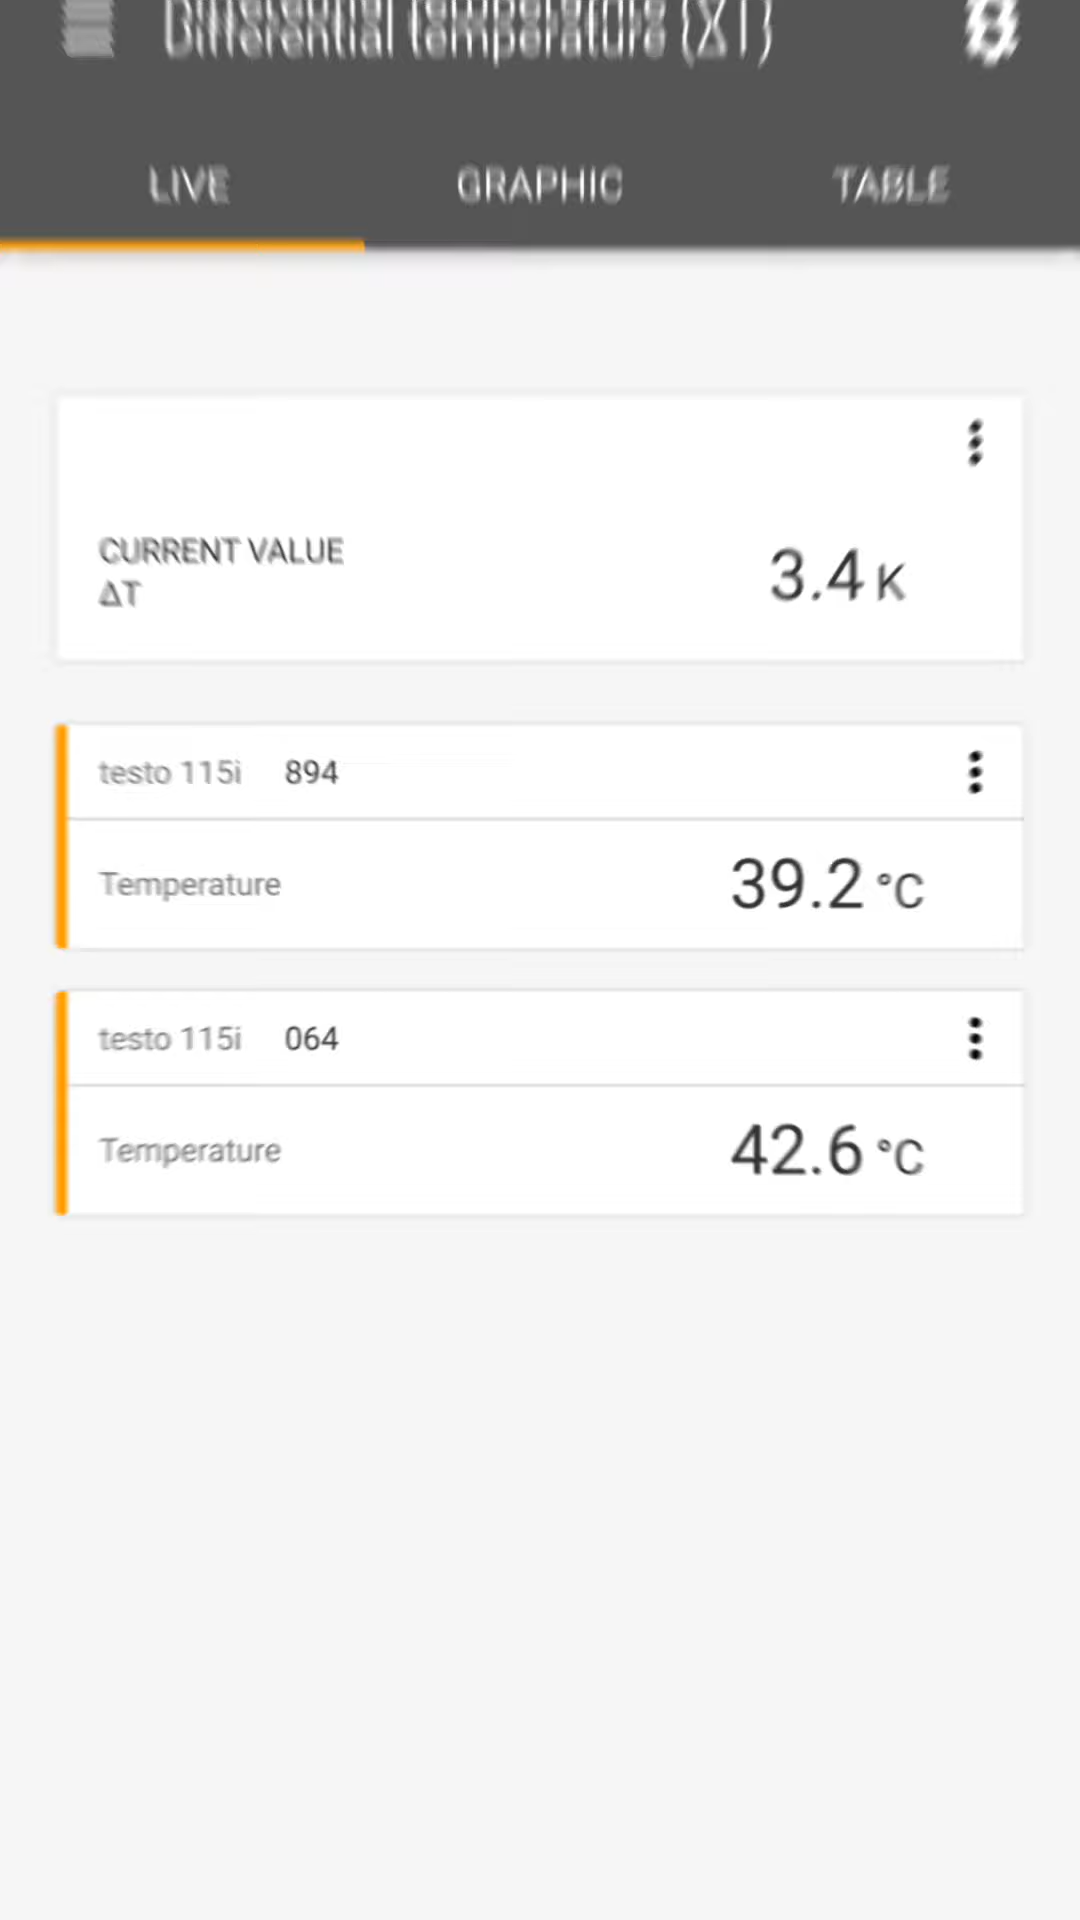 Differential temperature (ΔT)
LIVE GRAPHIC TABLE
CURRENT VALUE
ΔT
3.4 K
testo 115i 894
Temperature 39.2 °C
testo 115i 064
Temperature 42.6 °C